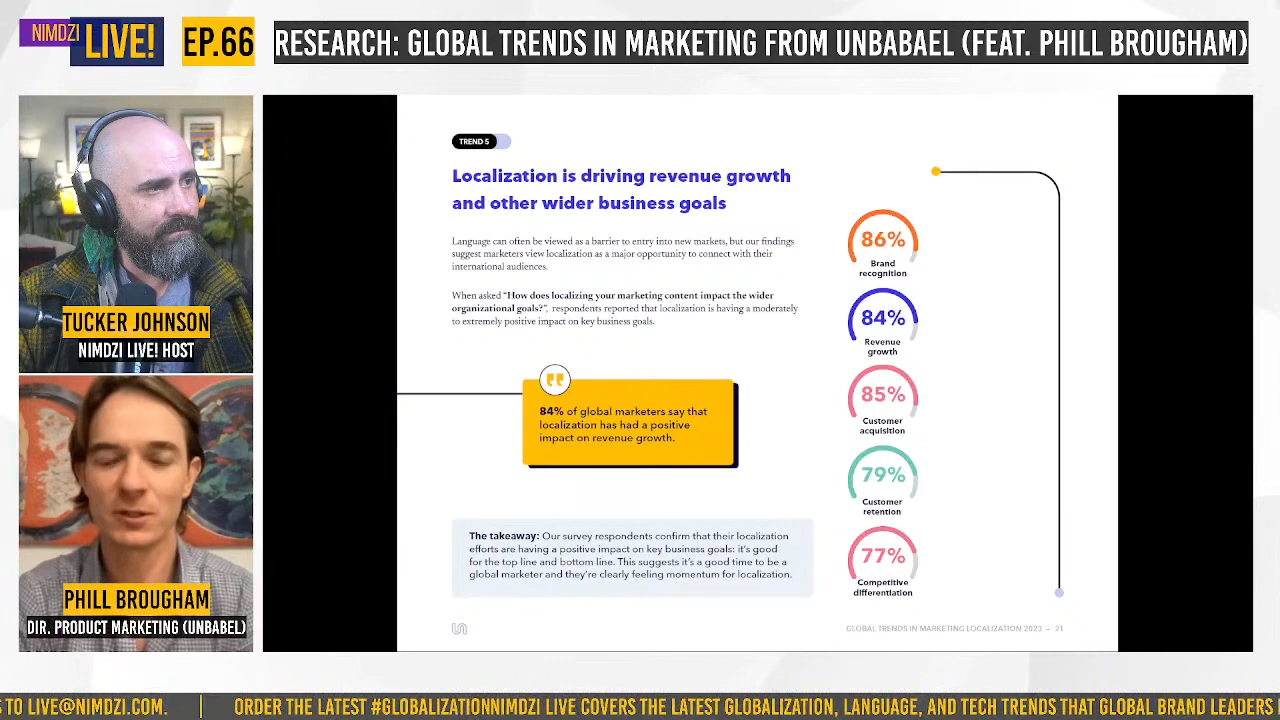 NIMDZI LIVE!
EP.66
RESEARCH: GLOBAL TRENDS IN MARKETING FROM UNBABAEL (FEAT. PHILL BROUGHAM)
TUCKER JOHNSON
NIMDZI LIVE! HOST
PHILL BROUGHAM
DIR. PRODUCT MARKETING (UNBABEL)
TREND 5
Localization is driving revenue growth
and other wider business goals
Language can often be viewed as a barrier to entry into new markets, but our findings
suggest marketers view localization as a major opportunity to connect with their
international audiences.
When asked "How does localizing your marketing content impact the wider
organizational goals?", respondents reported that localization is having a moderately
to extremely positive impact on key business goals.
84% of global marketers say that
localization has had a positive
impact on revenue growth.
The takeaway: Our survey respondents confirm that their localization
efforts are having a positive impact on key business goals: it's good
for the top line and bottom line. This suggests it's a good time to be a
global marketer and they're clearly feeling momentum for localization.
86%
Brand
recognition
84%
Revenue
growth
85%
Customer
acquisition
79%
Customer
retention
77%
Competitive
differentiation
GLOBAL TRENDS IN MARKETING LOCALIZATION 2023 – 21
S TO LIVE@NIMDZI.COM. | ORDER THE LATEST #GLOBALIZATIONNIMDZI LIVE COVERS THE LATEST GLOBALIZATION, LANGUAGE, AND TECH TRENDS THAT GLOBAL BRAND LEADERS